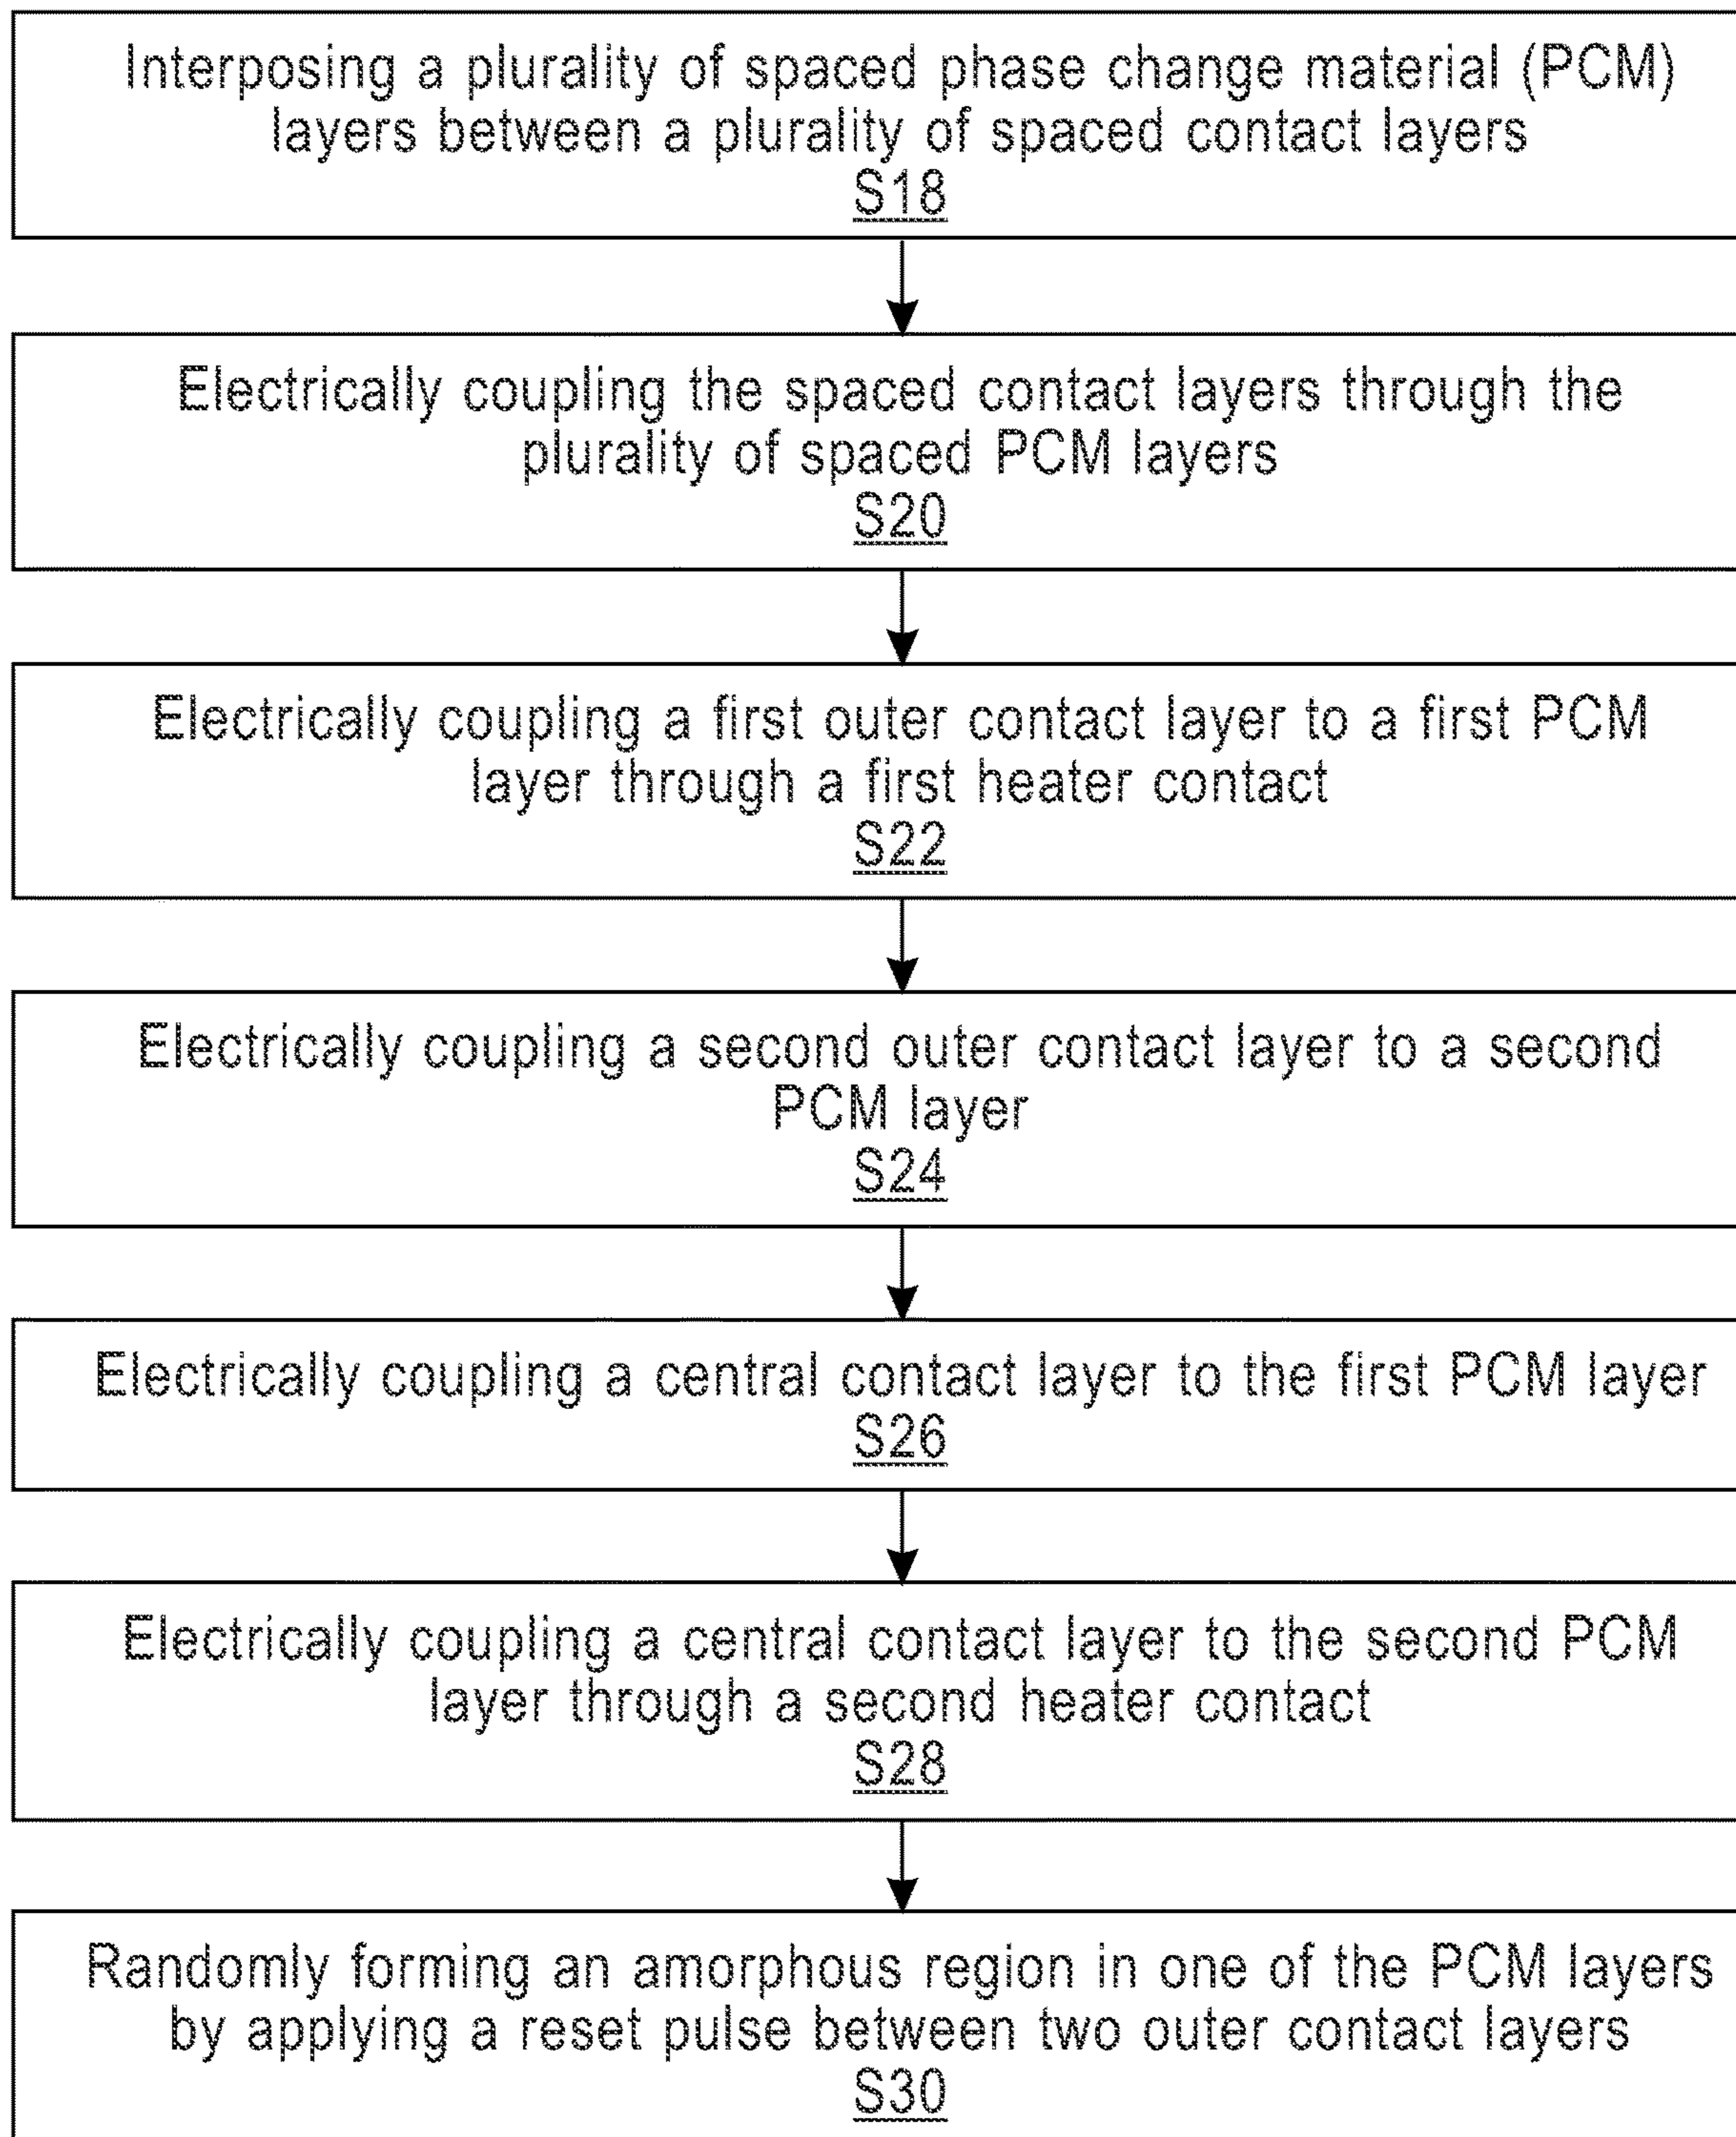 Interposing a plurality of spaced phase change material (PCM)
layers between a plurality of spaced contact layers
S18
Electrically coupling the spaced contact layers through the
plurality of spaced PCM layers
S20
Electrically coupling a first outer contact layer to a first PCM
layer through a first heater contact
S22
Electrically coupling a second outer contact layer to a second
PCM layer
S24
Electrically coupling a central contact layer to the first PCM layer
S26
Electrically coupling a central contact layer to the second PCM
layer through a second heater contact
S28
Randomly forming an amorphous region in one of the PCM layers
by applying a reset pulse between two outer contact layers
S30